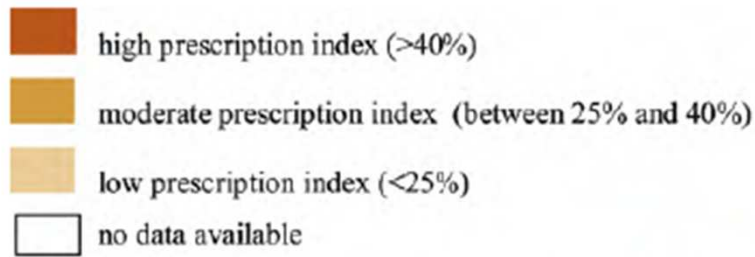 high prescription index (>40%)
moderate prescription index (between 25% and 40%)
low prescription index (<25%)
no data available